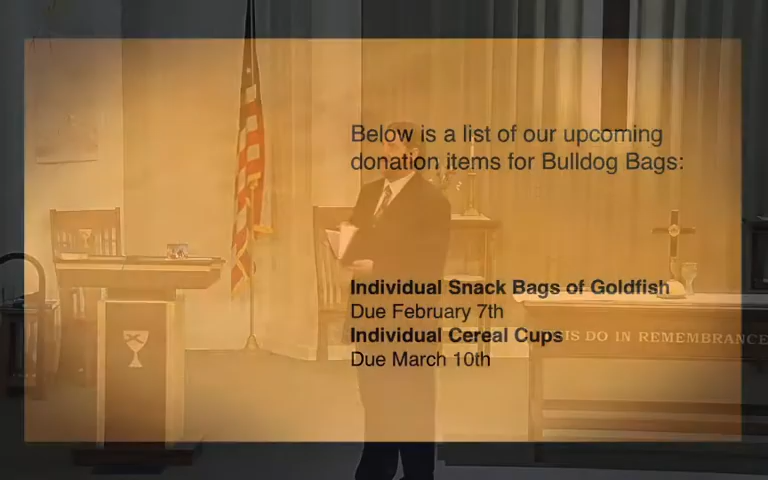 Below is a list of our upcoming
donation items for Bulldog Bags:
Individual Snack Bags of Goldfish
Due February 7th
Individual Cereal Cups
Due March 10th
IS DO IN REMEMBRANCE